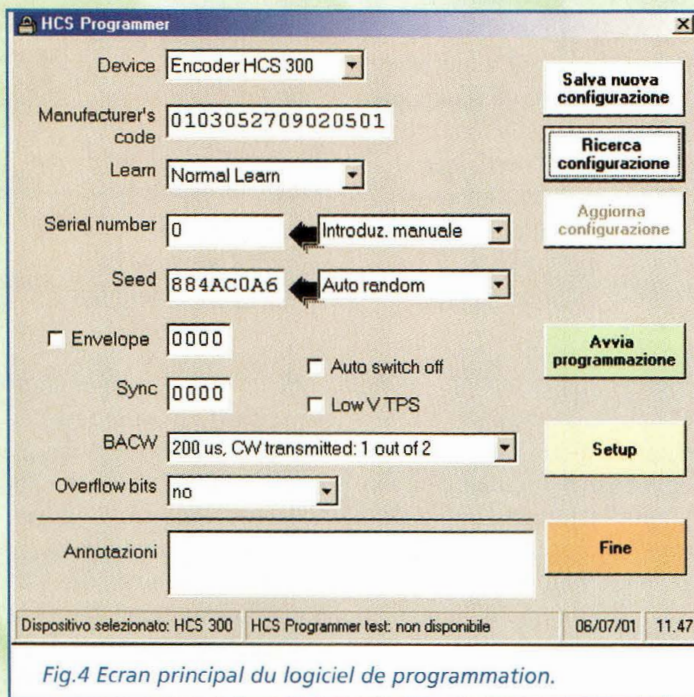 HCS Programmer
Device Encoder HCS 300
Salva nuova
configurazione
Manufacturer's
code
0103052709020501
Ricerca
configurazione
Learn Normal Learn
Aggiorna
configurazione
Serial number 0 Introduz. manuale
Seed 884AC0A6 Auto random
Envelope 0000
Auto switch off
Avvia
programmazione
Sync 0000
Low V TPS
BACW 200 us, CW transmitted: 1 out of 2
Setup
Overflow bits no
Annotazioni
Fine
Dispositivo selezionato: HCS 300 HCS Programmer test: non disponibile 06/07/01 11.47
Fig.4 Ecran principal du logiciel de programmation.